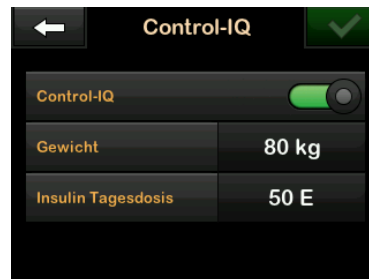 Control-IQ
Control-IQ
Gewicht 80 kg
Insulin Tagesdosis 50 E